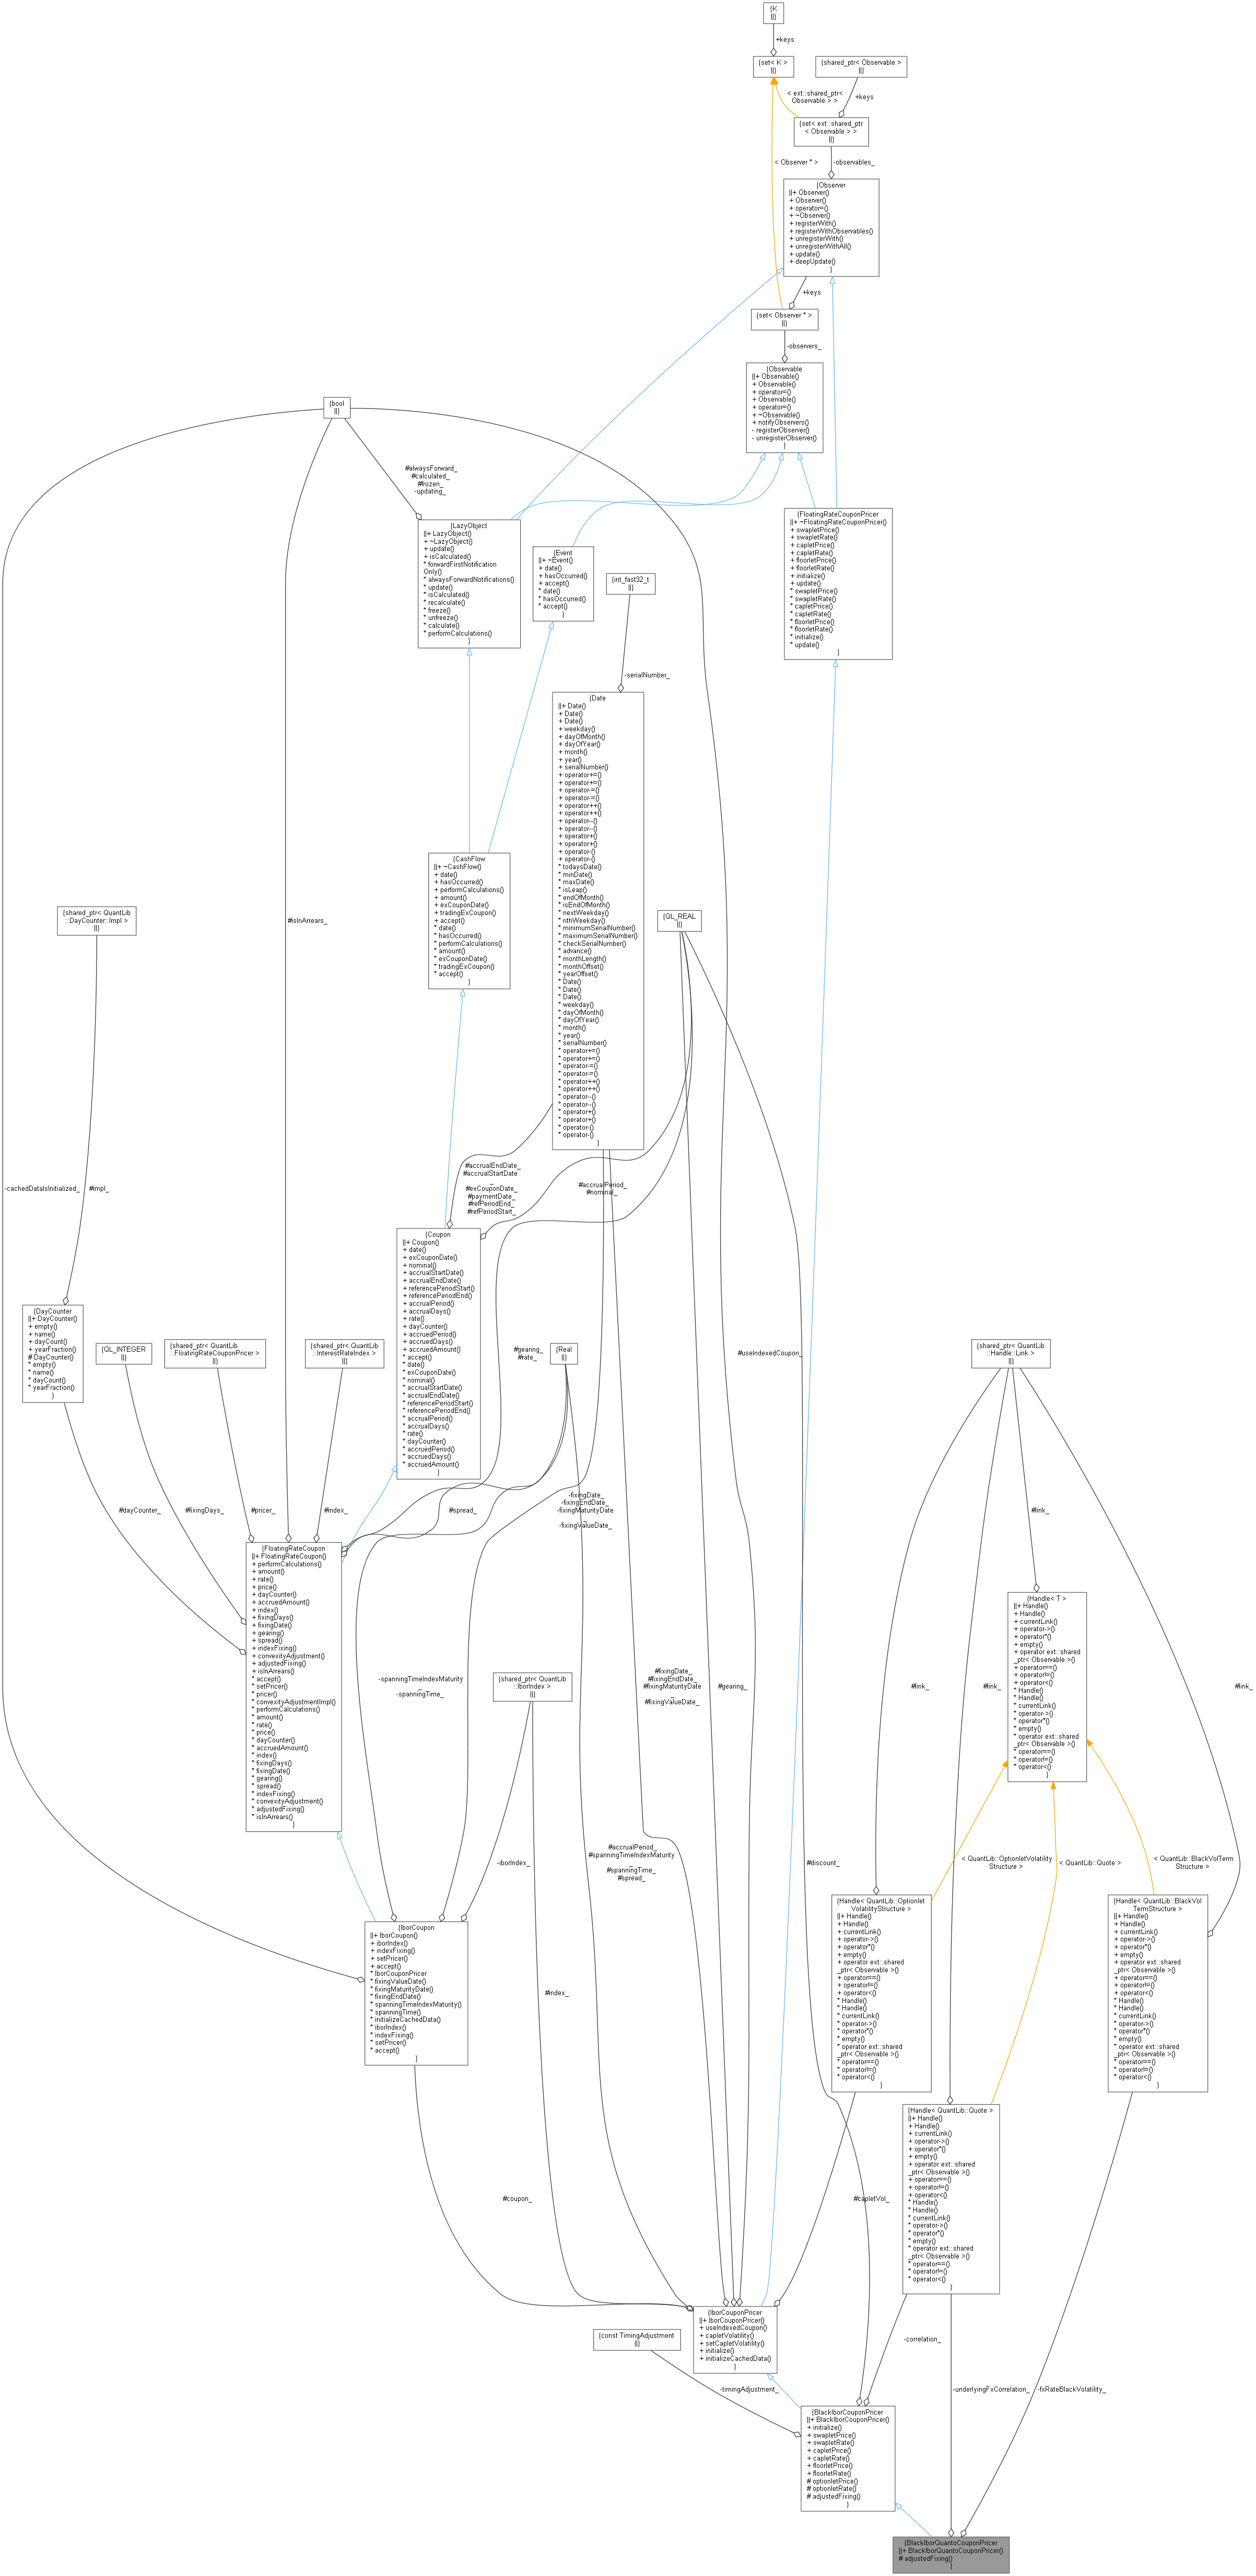 {K
||}
+keys
{set< K >
||}
{shared_ptr< Observable >
||}
< ext::shared_ptr<
Observable > >
+keys
{set< ext::shared_ptr
< Observable > >
||}
< Observer * >
-observables_
{Observer
||+ Observer()
+ Observer()
+ operator=()
+ ~Observer()
+ registerWith()
+ registerWithObservables()
+ unregisterWith()
+ unregisterWithAll()
+ update()
+ deepUpdate()
}
+keys
{set< Observer * >
||}
-observers_
{Observable
||+ Observable()
+ Observable()
+ operator=()
+ Observable()
+ operator=()
+ ~Observable()
+ notifyObservers()
- registerObserver()
- unregisterObserver()
}
{bool
||}
#alwaysForward_
#calculated_
#frozen_
-updating_
{LazyObject
||+ LazyObject()
+ ~LazyObject()
+ update()
+ isCalculated()
* forwardFirstNotification
Only()
* alwaysForwardNotifications()
* update()
* isCalculated()
* recalculate()
* freeze()
* unfreeze()
* calculate()
* performCalculations()
}
{Event
||+ ~Event()
+ date()
+ hasOccurred()
+ accept()
* date()
* hasOccurred()
* accept()
}
{FloatingRateCouponPricer
||+ ~FloatingRateCouponPricer()
+ swapletPrice()
+ swapletRate()
+ capletPrice()
+ capletRate()
+ floorletPrice()
+ floorletRate()
+ initialize()
+ update()
* swapletPrice()
* swapletRate()
* capletPrice()
* capletRate()
* floorletPrice()
* floorletRate()
* initialize()
* update()
}
{int_fast32_t
||}
-serialNumber_
{Date
||+ Date()
+ Date()
+ Date()
+ weekday()
+ dayOfMonth()
+ dayOfYear()
+ month()
+ year()
+ serialNumber()
+ operator+=()
+ operator+=()
+ operator-=()
+ operator-=()
+ operator++()
+ operator++()
+ operator--()
+ operator--()
+ operator+()
+ operator+()
+ operator-()
+ operator-()
* todaysDate()
* minDate()
* maxDate()
* isLeap()
* endOfMonth()
* isEndOfMonth()
* nextWeekday()
* nthWeekday()
* minimumSerialNumber()
* maximumSerialNumber()
* checkSerialNumber()
* advance()
* monthLength()
* monthOffset()
* yearOffset()
* Date()
* Date()
* Date()
* weekday()
* dayOfMonth()
* dayOfYear()
* month()
* year()
* serialNumber()
* operator+=()
* operator+=()
* operator-=()
* operator-=()
* operator++()
* operator++()
* operator--()
* operator--()
* operator+()
* operator+()
* operator-()
* operator-()
}
{CashFlow
||+ ~CashFlow()
+ date()
+ hasOccurred()
+ performCalculations()
+ amount()
+ exCouponDate()
+ tradingExCoupon()
+ accept()
* date()
* hasOccurred()
* performCalculations()
* amount()
* exCouponDate()
* tradingExCoupon()
* accept()
}
{shared_ptr< QuantLib
::DayCounter::Impl >
||}
#isInArrears_
{QL_REAL
||}
-cachedDataIsInitialized_
#impl_
#accrualEndDate_
#accrualStartDate
_
#exCouponDate_
#paymentDate_
#refPeriodEnd_
#refPeriodStart_
#accrualPeriod_
#nominal_
{Coupon
||+ Coupon()
+ date()
+ exCouponDate()
+ nominal()
+ accrualStartDate()
+ accrualEndDate()
+ referencePeriodStart()
+ referencePeriodEnd()
+ accrualPeriod()
+ accrualDays()
+ rate()
+ dayCounter()
+ accruedPeriod()
+ accruedDays()
+ accruedAmount()
+ accept()
* date()
* exCouponDate()
* nominal()
* accrualStartDate()
* accrualEndDate()
* referencePeriodStart()
* referencePeriodEnd()
* accrualPeriod()
* accrualDays()
* rate()
* dayCounter()
* accruedPeriod()
* accruedDays()
* accruedAmount()
}
{DayCounter
||+ DayCounter()
+ empty()
+ name()
+ dayCount()
+ yearFraction()
# DayCounter()
* empty()
* name()
* dayCount()
* yearFraction()
}
{QL_INTEGER
||}
{shared_ptr< QuantLib
::FloatingRateCouponPricer >
||}
{shared_ptr< QuantLib
::InterestRateIndex >
||}
#gearing_
#rate_
{Real
||}
#useIndexedCoupon_
{shared_ptr< QuantLib
::Handle::Link >
||}
#dayCounter_
#fixingDays_
#pricer_
#index_
#spread_
-fixingDate_
-fixingEndDate_
-fixingMaturityDate
_
-fixingValueDate_
#link_
{FloatingRateCoupon
||+ FloatingRateCoupon()
+ performCalculations()
+ amount()
+ rate()
+ price()
+ dayCounter()
+ accruedAmount()
+ index()
+ fixingDays()
+ fixingDate()
+ gearing()
+ spread()
+ indexFixing()
+ convexityAdjustment()
+ adjustedFixing()
+ isInArrears()
* accept()
* setPricer()
* pricer()
* convexityAdjustmentImpl()
* performCalculations()
* amount()
* rate()
* price()
* dayCounter()
* accruedAmount()
* index()
* fixingDays()
* fixingDate()
* gearing()
* spread()
* indexFixing()
* convexityAdjustment()
* adjustedFixing()
* isInArrears()
}
{Handle< T >
||+ Handle()
+ Handle()
+ currentLink()
+ operator->()
+ operator*()
+ empty()
+ operator ext::shared
_ptr< Observable >()
+ operator==()
+ operator!=()
+ operator<()
* Handle()
* Handle()
* currentLink()
* operator->()
* operator*()
* empty()
* operator ext::shared
_ptr< Observable >()
* operator==()
* operator!=()
* operator<()
}
-spanningTimeIndexMaturity
_
-spanningTime_
{shared_ptr< QuantLib
::IborIndex >
||}
#fixingDate_
#fixingEndDate_
#fixingMaturityDate
_
#fixingValueDate_
#gearing_
#link_
#link_
#link_
-iborIndex_
#accrualPeriod_
#spanningTimeIndexMaturity
_
#spanningTime_
#spread_
#discount_
< QuantLib::OptionletVolatility
Structure >
< QuantLib::Quote >
< QuantLib::BlackVolTerm
Structure >
{IborCoupon
||+ IborCoupon()
+ iborIndex()
+ indexFixing()
+ setPricer()
+ accept()
* IborCouponPricer
* fixingValueDate()
* fixingMaturityDate()
* fixingEndDate()
* spanningTimeIndexMaturity()
* spanningTime()
* initializeCachedData()
* iborIndex()
* indexFixing()
* setPricer()
* accept()
}
#index_
{Handle< QuantLib::Optionlet
VolatilityStructure >
||+ Handle()
+ Handle()
+ currentLink()
+ operator->()
+ operator*()
+ empty()
+ operator ext::shared
_ptr< Observable >()
+ operator==()
+ operator!=()
+ operator<()
* Handle()
* Handle()
* currentLink()
* operator->()
* operator*()
* empty()
* operator ext::shared
_ptr< Observable >()
* operator==()
* operator!=()
* operator<()
}
{Handle< QuantLib::BlackVol
TermStructure >
||+ Handle()
+ Handle()
+ currentLink()
+ operator->()
+ operator*()
+ empty()
+ operator ext::shared
_ptr< Observable >()
+ operator==()
+ operator!=()
+ operator<()
* Handle()
* Handle()
* currentLink()
* operator->()
* operator*()
* empty()
* operator ext::shared
_ptr< Observable >()
* operator==()
* operator!=()
* operator<()
}
{Handle< QuantLib::Quote >
||+ Handle()
+ Handle()
+ currentLink()
+ operator->()
+ operator*()
+ empty()
+ operator ext::shared
_ptr< Observable >()
+ operator==()
+ operator!=()
+ operator<()
* Handle()
* Handle()
* currentLink()
* operator->()
* operator*()
* empty()
* operator ext::shared
_ptr< Observable >()
* operator==()
* operator!=()
* operator<()
}
#coupon_
#capletVol_
{IborCouponPricer
||+ IborCouponPricer()
+ useIndexedCoupon()
+ capletVolatility()
+ setCapletVolatility()
+ initialize()
+ initializeCachedData()
}
{const TimingAdjustment
||}
-correlation_
-timingAdjustment_
-underlyingFxCorrelation_
-fxRateBlackVolatility_
{BlackIborCouponPricer
||+ BlackIborCouponPricer()
+ initialize()
+ swapletPrice()
+ swapletRate()
+ capletPrice()
+ capletRate()
+ floorletPrice()
+ floorletRate()
# optionletPrice()
# optionletRate()
# adjustedFixing()
}
{BlackIborQuantoCouponPricer
||+ BlackIborQuantoCouponPricer()
# adjustedFixing()
}